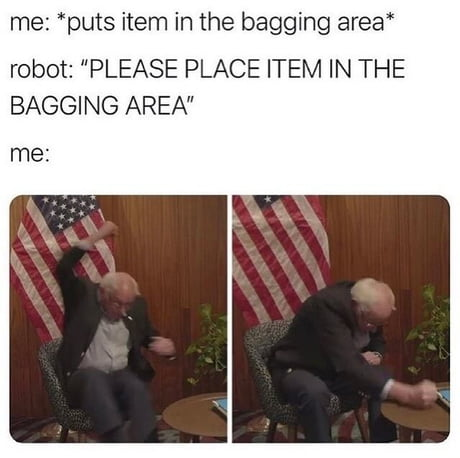 me: *puts item in the bagging area*
robot: “PLEASE PLACE ITEM IN THE
BAGGING AREA”
me: